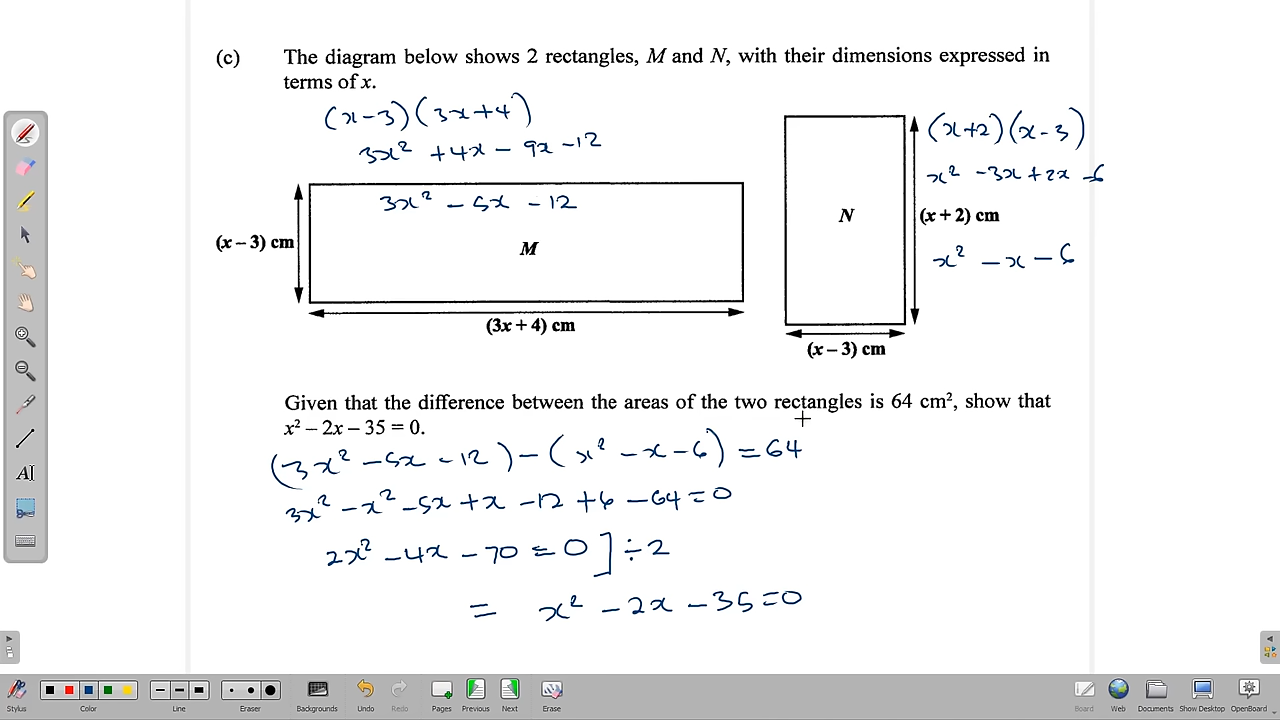 (c) The diagram below shows 2 rectangles, M and N, with their dimensions expressed in
terms of x.
(x-3)(3x+4)
3x² +4x - 9x -12
3x² - 5x - 12
(x – 3) cm
M
(3x + 4) cm
N
(x+2)(x-3)
x² -3x+2x -6
(x + 2) cm
x² - x - 6
(x – 3) cm
Given that the difference between the areas of the two rectangles is 64 cm², show that
x² – 2x – 35 = 0.
(3x² -5x -12) - (x² - x - 6) = 64
3x² - x² - 5x + x -12 +6 - 64 = 0
2x² - 4x - 70 = 0 ] ÷ 2
= x² - 2x - 35 = 0
Stylus
Color
Line
Eraser
Backgrounds
Undo
Redo
Pages
Previous
Next
Erase
Board
Web
Documents
Show Desktop
OpenBoard